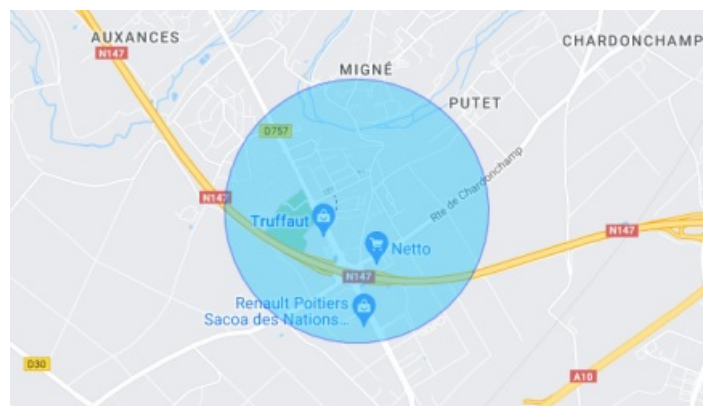 AUXANCES
N147
CHARDONCHAMP
MIGNÉ
PUTET
D757
Rte de Chardonchamp
N147
Truffaut
N147
Netto
N147
Renault Poitiers
Sacoa des Nations...
D30
A10